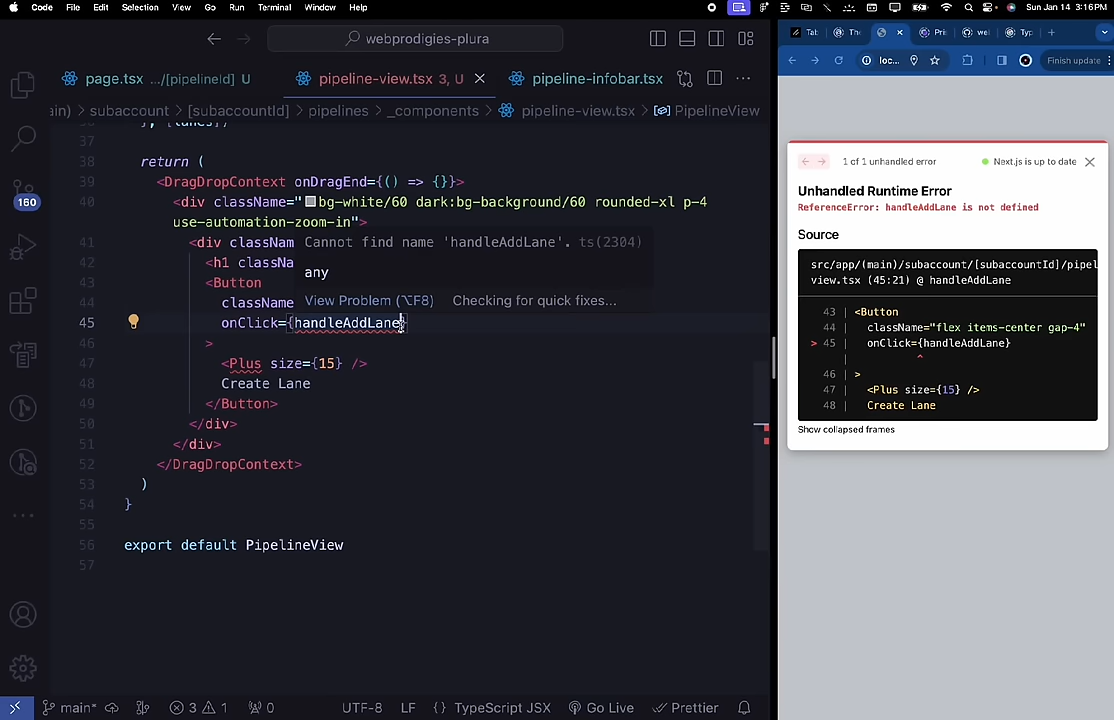 Code File Edit Selection View Go Run Terminal Window Help Sun Jan 14 3:16 PM
webprodigies-plura
page.tsx .../[pipelineId] U pipeline-view.tsx 3, U pipeline-infobar.tsx
ain) > subaccount > [subaccountId] > pipelines > _components > pipeline-view.tsx > PipelineView
}, [lanes])
37
38 return (
39 <DragDropContext onDragEnd={() => {}}>
40 <div className="bg-white/60 dark:bg-background/60 rounded-xl p-4
use-automation-zoom-in">
41 <div classNam
Cannot find name 'handleAddLane'. ts(2304)
42 <h1 classNa
any
43 <Button
44 className
View Problem (⌥F8) Checking for quick fixes...
45 onClick={handleAddLane}
46 >
47 <Plus size={15} />
48 Create Lane
49 </Button>
50 </div>
51 </div>
52 </DragDropContext>
53 )
54 }
55
56 export default PipelineView
57
160
main* 3 1 0 UTF-8 LF {} TypeScript JSX Go Live Prettier
Tab The Pri wel Typ
loc... Finish update
1 of 1 unhandled error Next.js is up to date
Unhandled Runtime Error
ReferenceError: handleAddLane is not defined
Source
src/app/(main)/subaccount/[subaccountId]/pipel
view.tsx (45:21) @ handleAddLane
43 | <Button
44 | className="flex items-center gap-4"
> 45 | onClick={handleAddLane}
| ^
46 | >
47 | <Plus size={15} />
48 | Create Lane
Show collapsed frames